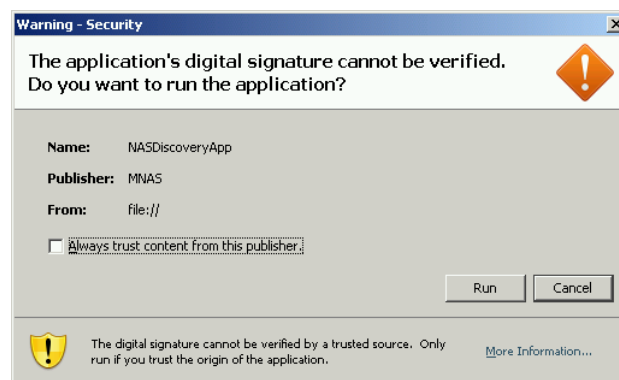 Warning - Security
The application's digital signature cannot be verified.
Do you want to run the application?
Name: NASDiscoveryApp
Publisher: MNAS
From: file://
Always trust content from this publisher.
Run Cancel
The digital signature cannot be verified by a trusted source. Only
run if you trust the origin of the application.
More Information...